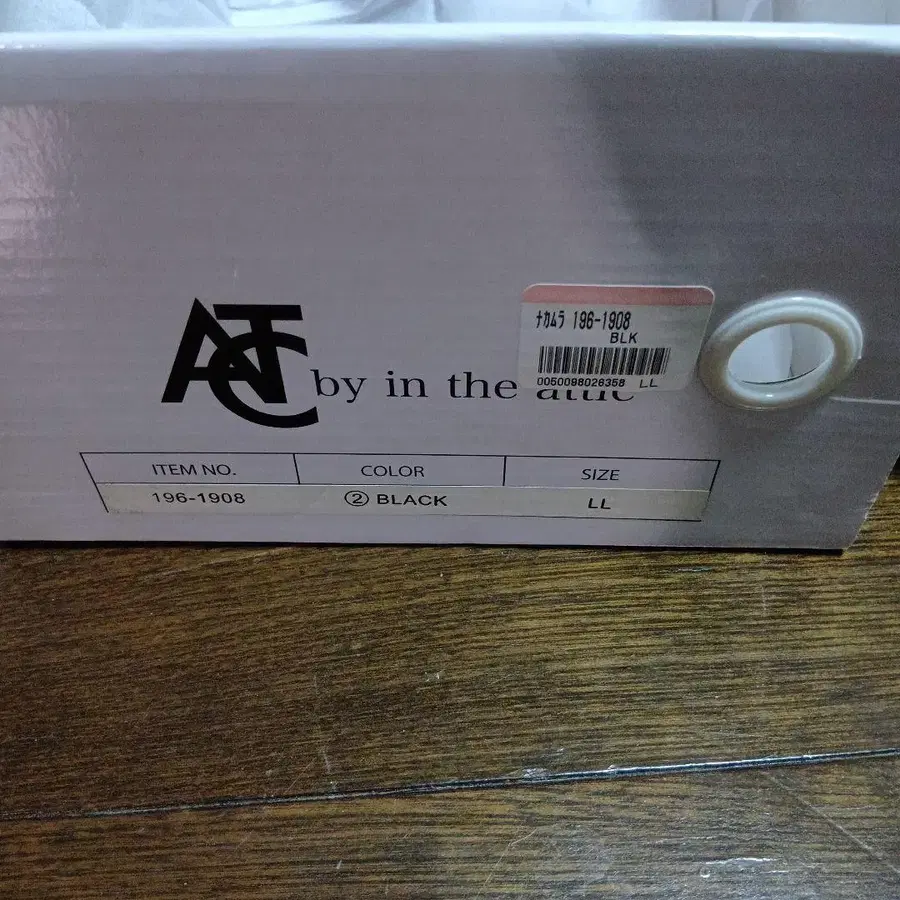 ATC by in the attic
ナカムラ 196-1908
BLK
0050098026358 LL
ITEM NO. COLOR SIZE
196-1908 ② BLACK LL